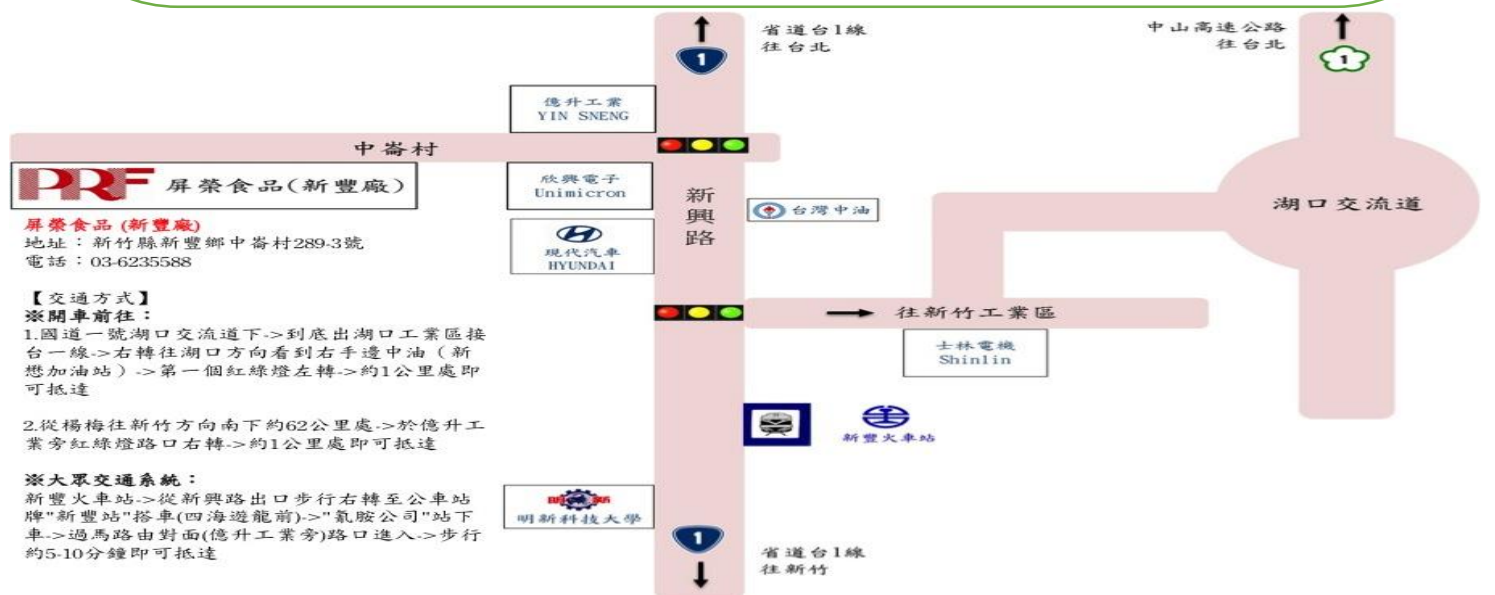 省道台1線
往台北
1
中山高速公路
往台北
1
億升工業
YIN SNENG
中崙村
PRF 屏榮食品(新豐廠)
欣興電子
Unimicron
新興路
台灣中油
湖口交流道
現代汽車
HYUNDAI
屏榮食品 (新豐廠)
地址：新竹縣新豐鄉中崙村289-3號
電話：03-6235588
【交通方式】
※開車前往：
1.國道一號湖口交流道下->到底出湖口工業區接
台一線->右轉往湖口方向看到右手邊中油（新
懋加油站）->第一個紅綠燈左轉->約1公里處即
可抵達
2.從楊梅往新竹方向南下約62公里處->於億升工
業旁紅綠燈路口右轉->約1公里處即可抵達
※大眾交通系統：
新豐火車站->從新興路出口步行右轉至公車站
牌"新豐站"搭車(四海遊龍前)->"氰胺公司"站下
車->過馬路由對面(億升工業旁)路口進入->步行
約5-10分鐘即可抵達
往新竹工業區
士林電機
Shinlin
新豐火車站
明新
明新科技大學
1
省道台1線
往新竹